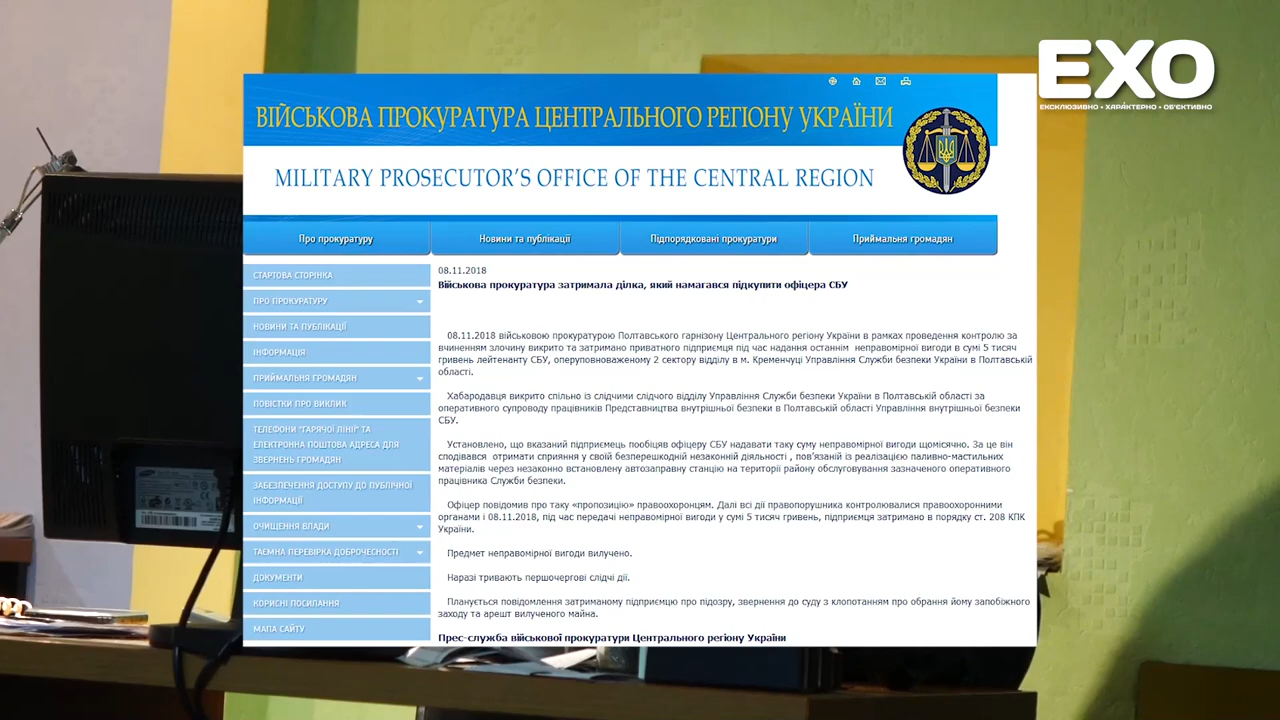 EXO
ЕКСКЛЮЗИВНО • ХАРАКТЕРНО • ОБ'ЄКТИВНО
ВІЙСЬКОВА ПРОКУРАТУРА ЦЕНТРАЛЬНОГО РЕГІОНУ УКРАЇНИ
MILITARY PROSECUTOR'S OFFICE OF THE CENTRAL REGION
Про прокуратуру
Новини та публікації
Підпорядковані прокуратури
Приймальня громадян
СТАРТОВА СТОРІНКА
ПРО ПРОКУРАТУРУ
НОВИНИ ТА ПУБЛІКАЦІЇ
ІНФОРМАЦІЯ
ПРИЙМАЛЬНЯ ГРОМАДЯН
ПОВІСТКИ ПРО ВИКЛИК
ТЕЛЕФОНИ "ГАРЯЧОЇ ЛІНІЇ" ТА
ЕЛЕКТРОННА ПОШТОВА АДРЕСА ДЛЯ
ЗВЕРНЕНЬ ГРОМАДЯН
ЗАБЕЗПЕЧЕННЯ ДОСТУПУ ДО ПУБЛІЧНОЇ
ІНФОРМАЦІЇ
ОЧИЩЕННЯ ВЛАДИ
ТАЄМНА ПЕРЕВІРКА ДОБРОЧЕСНОСТІ
ДОКУМЕНТИ
КОРИСНІ ПОСИЛАННЯ
МАПА САЙТУ
08.11.2018
Військова прокуратура затримала ділка, який намагався підкупити офіцера СБУ
08.11.2018 військовою прокуратурою Полтавського гарнізону Центрального регіону України в рамках проведення контролю за
вчиненням злочину викрито та затримано приватного підприємця під час надання останнім неправомірної вигоди в сумі 5 тисяч
гривень лейтенанту СБУ, оперуповноваженому 2 сектору відділу в м. Кременчуці Управління Служби безпеки України в Полтавській
області.
Хабародавця викрито спільно із слідчими слідчого відділу Управління Служби безпеки України в Полтавській області за
оперативного супроводу працівників Представництва внутрішньої безпеки в Полтавській області Управління внутрішньої безпеки
СБУ.
Установлено, що вказаний підприємець пообіцяв офіцеру СБУ надавати таку суму неправомірної вигоди щомісячно. За це він
сподівався отримати сприяння у своїй безперешкодній незаконній діяльності , пов'язаній із реалізацією паливно-мастильних
матеріалів через незаконно встановлену автозаправну станцію на території району обслуговування зазначеного оперативного
працівника Служби безпеки.
Офіцер повідомив про таку «пропозицію» правоохоронцям. Далі всі дії правопорушника контролювалися правоохоронними
органами і 08.11.2018, під час передачі неправомірної вигоди у сумі 5 тисяч гривень, підприємця затримано в порядку ст. 208 КПК
України.
Предмет неправомірної вигоди вилучено.
Наразі тривають першочергові слідчі дії.
Планується повідомлення затриманому підприємцю про підозру, звернення до суду з клопотанням про обрання йому запобіжного
заходу та арешт вилученого майна.
Прес-служба військової прокуратури Центрального регіону України